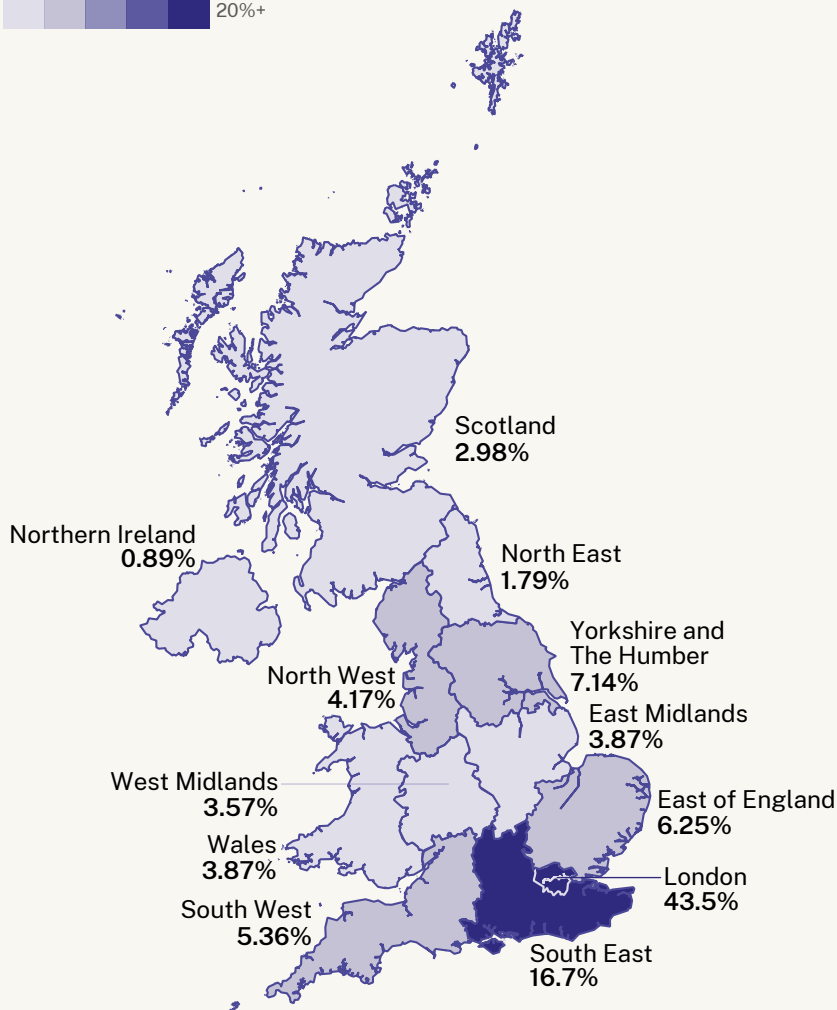 20%+
Scotland
2.98%
Northern Ireland
0.89%
North East
1.79%
Yorkshire and
The Humber
7.14%
North West
4.17%
East Midlands
3.87%
West Midlands
3.57%
East of England
6.25%
Wales
3.87%
London
43.5%
South West
5.36%
South East
16.7%